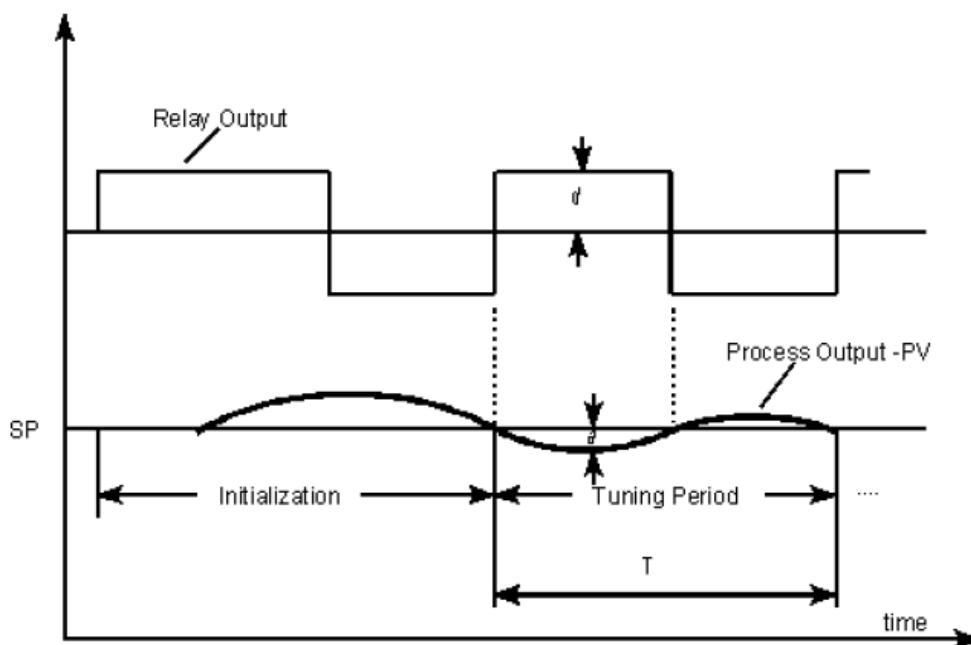 Relay Output
d
Process Output -PV
SP
a
Initialization
Tuning Period
....
T
time